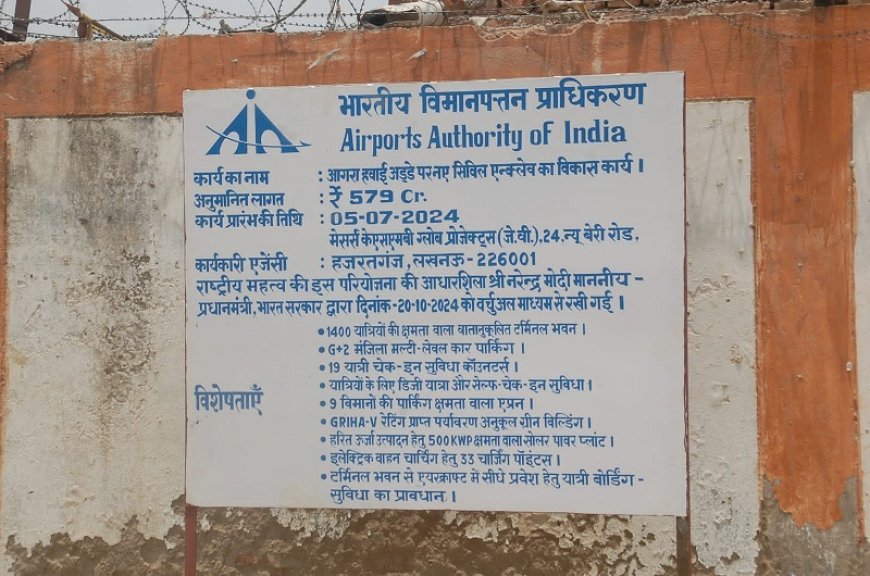 भारतीय विमानपत्तन प्राधिकरण
Airports Authority of India
कार्य का नाम : आगरा हवाई अड्डे पर नए सिविल एन्क्लेव का विकास कार्य।
अनुमानित लागत : ₹ 579 Cr.
कार्य प्रारंभ की तिथि : 05-07-2024
मेसर्स केएसएमबी ग्लोब प्रोजेक्ट्स (जे.वी.), 24, न्यू बेरी रोड,
कार्यकारी एजेंसी : हजरतगंज, लखनऊ-226001
राष्ट्रीय महत्व की इस परियोजना की आधारशिला श्री नरेन्द्र मोदी माननीय-
प्रधानमंत्री, भारत सरकार द्वारा दिनांक-20-10-2024 को वर्चुअल माध्यम से रखी गई।
विशेषताएँ
• 1400 यात्रियों की क्षमता वाला वातानुकूलित टर्मिनल भवन।
• G+2 मंजिला मल्टी-लेवल कार पार्किंग।
• 19 यात्री चेक-इन सुविधा कॉउनटर्स।
• यात्रियों के लिए डिजी यात्रा और सेल्फ-चेक-इन सुविधा।
• 9 विमानों की पार्किंग क्षमता वाला एप्रन।
• GRIHA-V रेटिंग प्राप्त पर्यावरण अनुकूल ग्रीन बिल्डिंग।
• हरित ऊर्जा उत्पादन हेतु 500KWP क्षमता वाला सोलर पावर प्लांट।
• इलेक्ट्रिक वाहन चार्चिंग हेतु 33 चार्जिंग पॉइंटस।
• टर्मिनल भवन से एयरक्राफ्ट में सीधे प्रवेश हेतु यात्री बोर्डिंग-
सुविधा का प्रावधान।